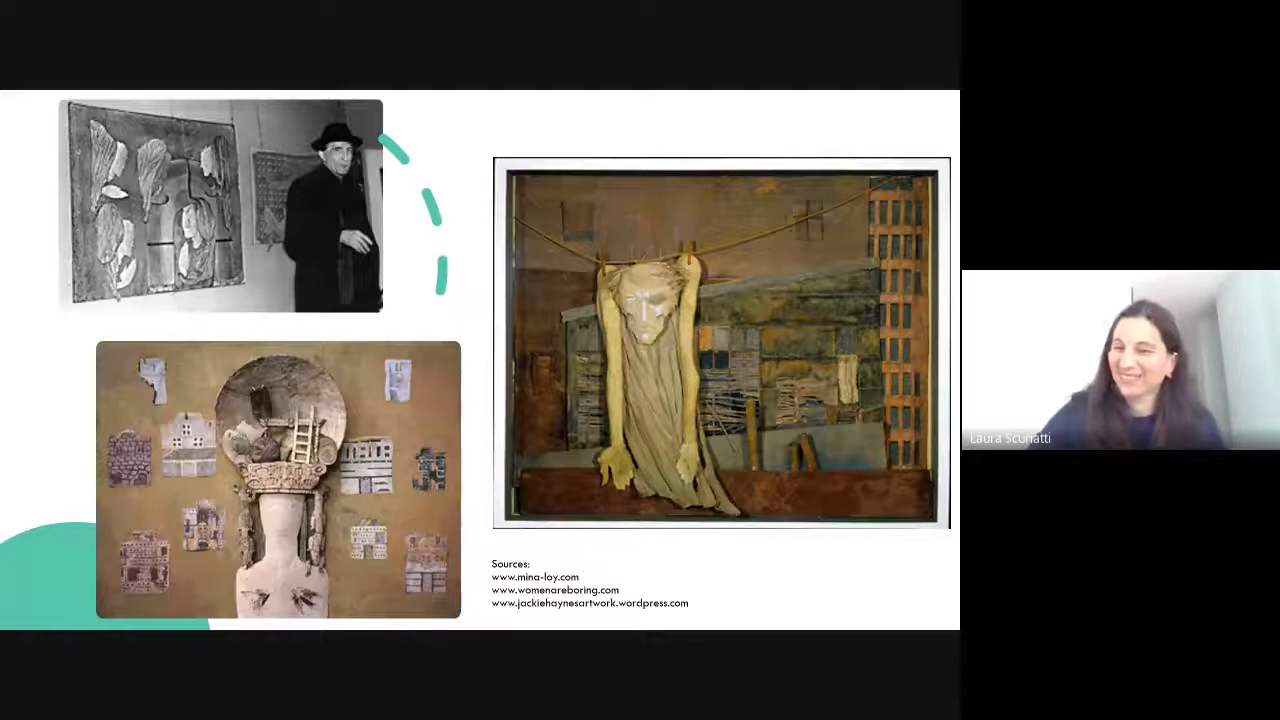 Sources:
www.mina-loy.com
www.womenareboring.com
www.jackiehaynesartwork.wordpress.com
Laura Scuriatti